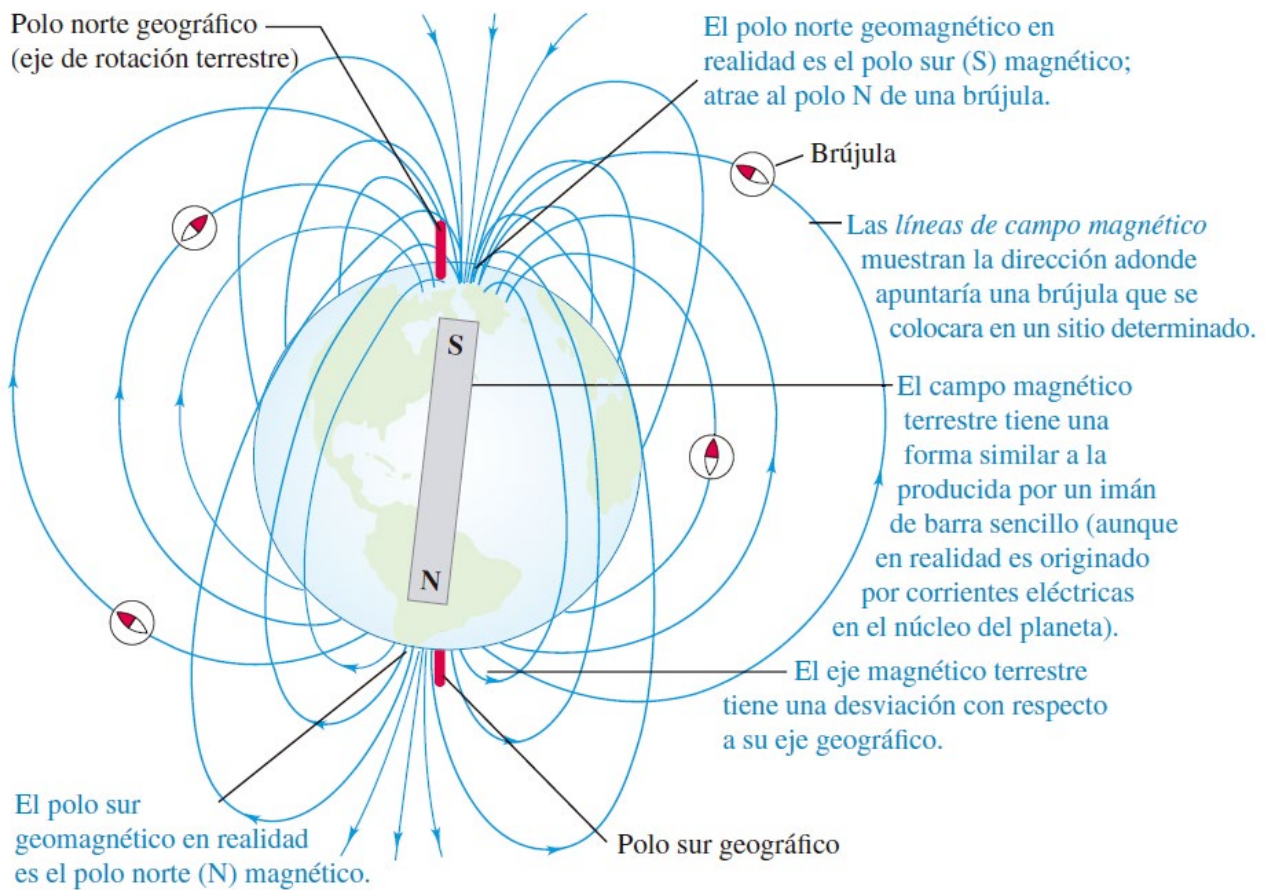 Polo norte geográfico
(eje de rotación terrestre)
El polo norte geomagnético en
realidad es el polo sur (S) magnético;
atrae al polo N de una brújula.
Brújula
Las líneas de campo magnético
muestran la dirección adonde
apuntaría una brújula que se
colocara en un sitio determinado.
S
El campo magnético
terrestre tiene una
forma similar a la
producida por un imán
de barra sencillo (aunque
en realidad es originado
por corrientes eléctricas
en el núcleo del planeta).
N
El eje magnético terrestre
tiene una desviación con respecto
a su eje geográfico.
El polo sur
geomagnético en realidad
es el polo norte (N) magnético.
Polo sur geográfico